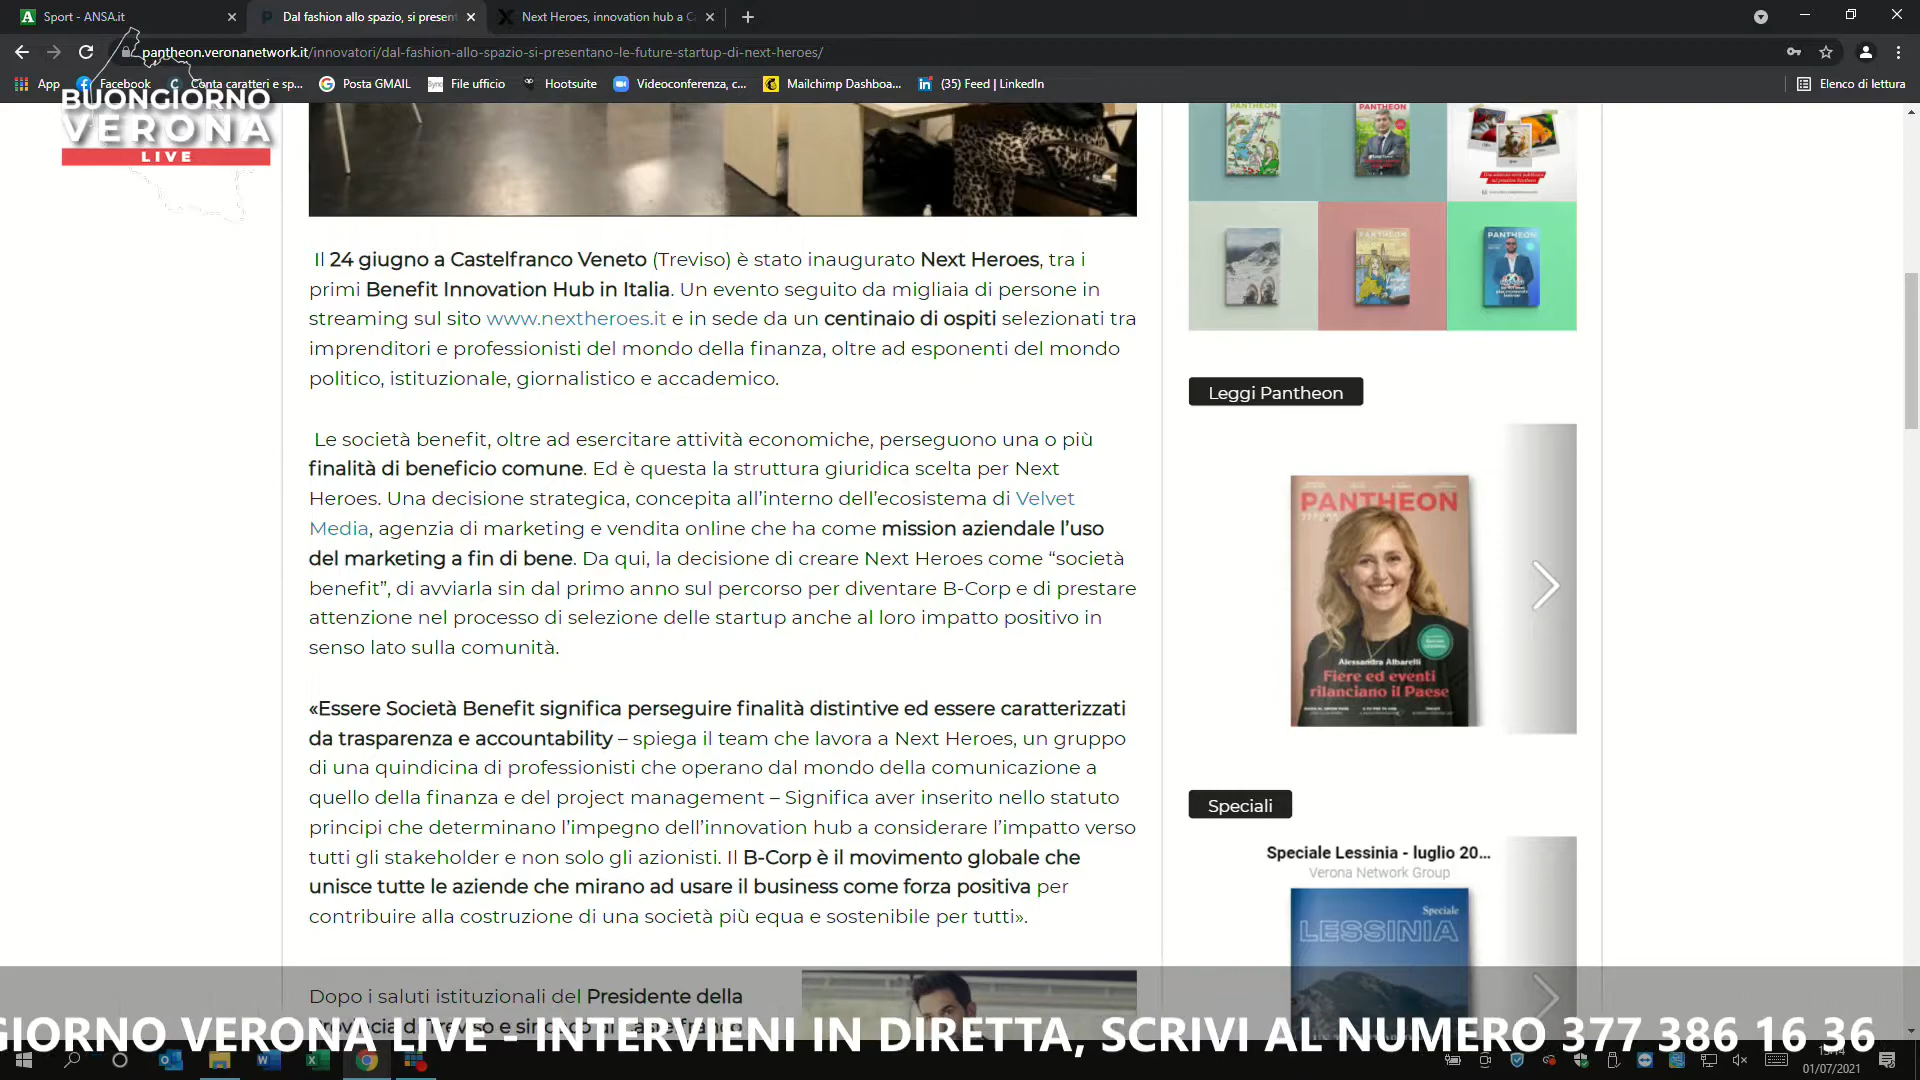 Sport - ANSA.it
Dal fashion allo spazio, si present
Next Heroes, innovation hub a C
pantheon.veronanetwork.it/innovatori/dal-fashion-allo-spazio-si-presentano-le-future-startup-di-next-heroes/
App
Facebook
Conta caratteri e sp...
Posta GMAIL
File ufficio
Hootsuite
Videoconferenza, c...
Mailchimp Dashboa...
(35) Feed | LinkedIn
Elenco di lettura
BUONGIORNO
VERONA
LIVE
Il 24 giugno a Castelfranco Veneto (Treviso) è stato inaugurato Next Heroes, tra i
primi Benefit Innovation Hub in Italia. Un evento seguito da migliaia di persone in
streaming sul sito www.nextheroes.it e in sede da un centinaio di ospiti selezionati tra
imprenditori e professionisti del mondo della finanza, oltre ad esponenti del mondo
politico, istituzionale, giornalistico e accademico.
Le società benefit, oltre ad esercitare attività economiche, perseguono una o più
finalità di beneficio comune. Ed è questa la struttura giuridica scelta per Next
Heroes. Una decisione strategica, concepita all’interno dell’ecosistema di Velvet
Media, agenzia di marketing e vendita online che ha come mission aziendale l’uso
del marketing a fin di bene. Da qui, la decisione di creare Next Heroes come “società
benefit”, di avviarla sin dal primo anno sul percorso per diventare B-Corp e di prestare
attenzione nel processo di selezione delle startup anche al loro impatto positivo in
senso lato sulla comunità.
«Essere Società Benefit significa perseguire finalità distintive ed essere caratterizzati
da trasparenza e accountability – spiega il team che lavora a Next Heroes, un gruppo
di una quindicina di professionisti che operano dal mondo della comunicazione a
quello della finanza e del project management – Significa aver inserito nello statuto
principi che determinano l’impegno dell’innovation hub a considerare l’impatto verso
tutti gli stakeholder e non solo gli azionisti. Il B-Corp è il movimento globale che
unisce tutte le aziende che mirano ad usare il business come forza positiva per
contribuire alla costruzione di una società più equa e sostenibile per tutti».
Dopo i saluti istituzionali del Presidente della
PANTHEON
PANTHEON
PANTHEON
Leggi Pantheon
PANTHEON
Alessandra Albarelli
Fiere ed eventi
rilanciano il Paese
Speciali
Speciale Lessinia - luglio 20...
Verona Network Group
Speciale
LESSINIA
GIORNO VERONA LIVE - INTERVIENI IN DIRETTA, SCRIVI AL NUMERO 377 386 16 36
01/07/2021